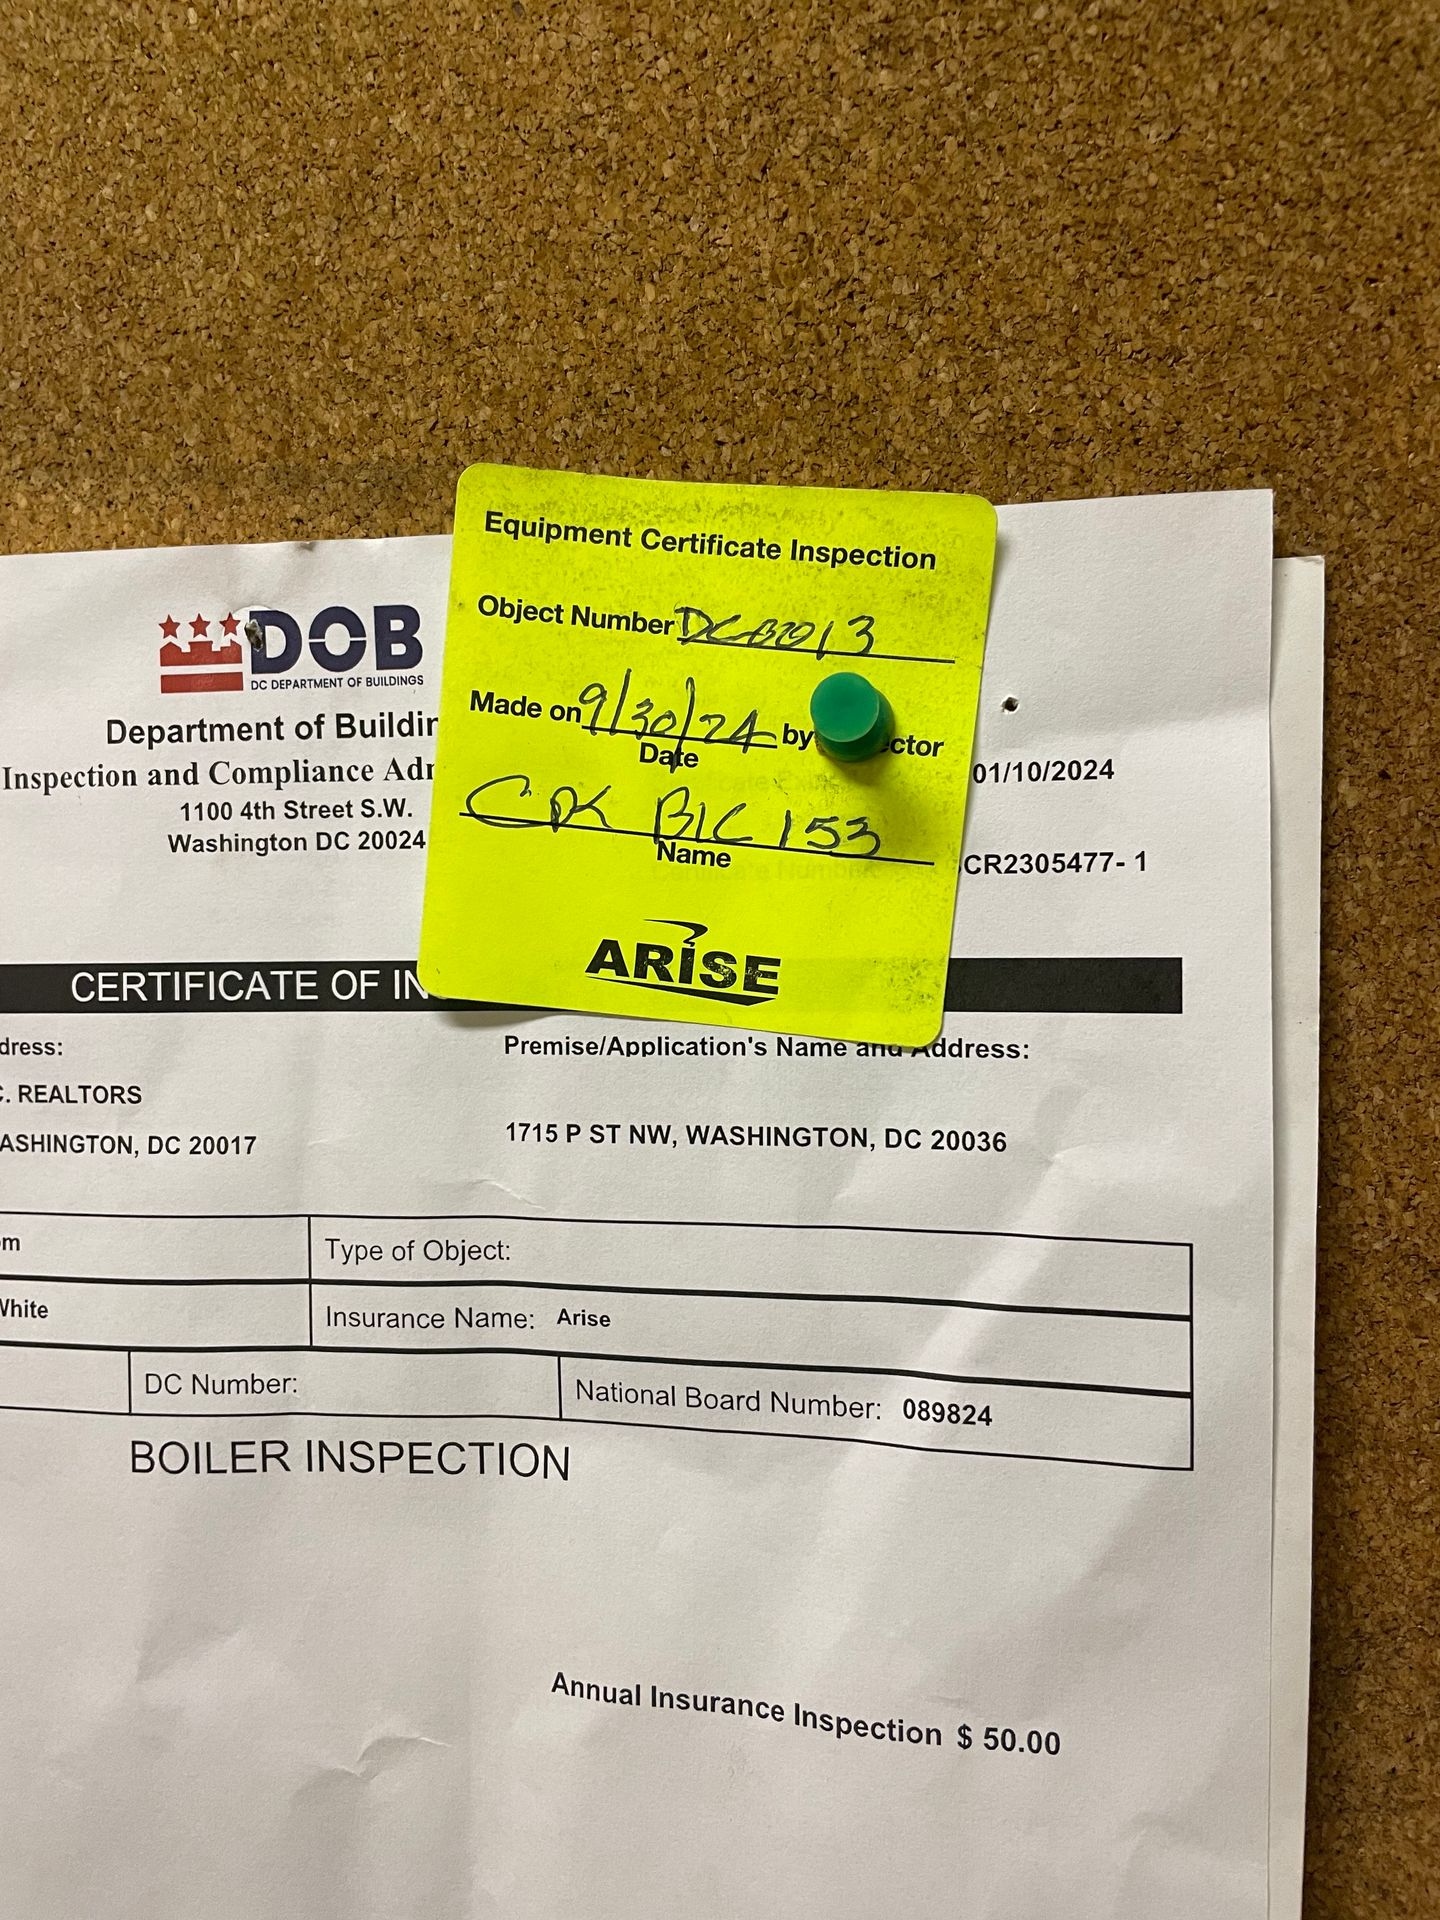 Equipment Certificate Inspection
Object Number DCB2013
Made on 9/30/24 by
Date
BIC 153
Name
ARISE
DOB
DC DEPARTMENT OF BUILDINGS
Department of Buildin
Inspection and Compliance Adr
1100 4th Street S.W.
Washington DC 20024
01/10/2024
CR2305477- 1
CERTIFICATE OF IN
dress:
Premise/Application's Name and Address:
C. REALTORS
ASHINGTON, DC 20017
1715 P ST NW, WASHINGTON, DC 20036
om
Type of Object:
White
Insurance Name: Arise
DC Number:
National Board Number: 089824
BOILER INSPECTION
Annual Insurance Inspection $ 50.00